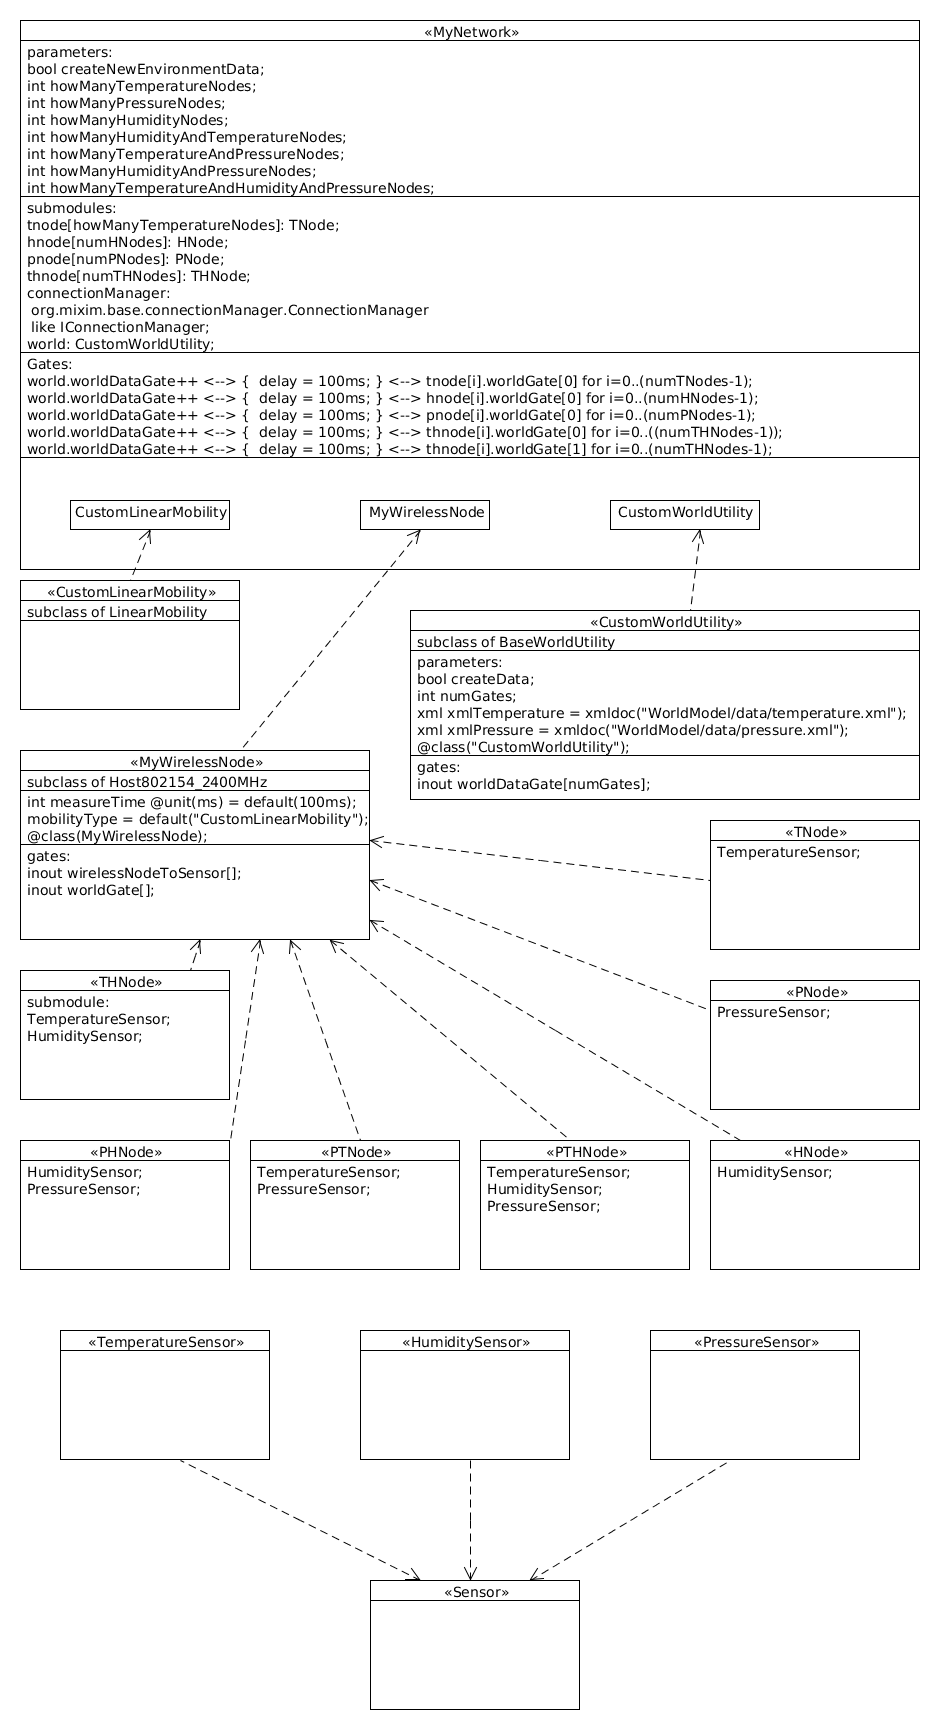 «MyNetwork»
parameters:
bool createNewEnvironmentData;
int howManyTemperatureNodes;
int howManyPressureNodes;
int howManyHumidityNodes;
int howManyHumidityAndTemperatureNodes;
int howManyTemperatureAndPressureNodes;
int howManyHumidityAndPressureNodes;
int howManyTemperatureAndHumidityAndPressureNodes;
submodules:
tnode[howManyTemperatureNodes]: TNode;
hnode[numHNodes]: HNode;
pnode[numPNodes]: PNode;
thnode[numTHNodes]: THNode;
connectionManager:
org.mixim.base.connectionManager.ConnectionManager
like IConnectionManager;
world: CustomWorldUtility;
Gates:
world.worldDataGate++ <--> {  delay = 100ms; } <--> tnode[i].worldGate[0] for i=0..(numTNodes-1);
world.worldDataGate++ <--> {  delay = 100ms; } <--> hnode[i].worldGate[0] for i=0..(numHNodes-1);
world.worldDataGate++ <--> {  delay = 100ms; } <--> pnode[i].worldGate[0] for i=0..(numPNodes-1);
world.worldDataGate++ <--> {  delay = 100ms; } <--> thnode[i].worldGate[0] for i=0..((numTHNodes-1));
world.worldDataGate++ <--> {  delay = 100ms; } <--> thnode[i].worldGate[1] for i=0..(numTHNodes-1);
CustomLinearMobility
MyWirelessNode
CustomWorldUtility
«CustomLinearMobility»
subclass of LinearMobility
«CustomWorldUtility»
subclass of BaseWorldUtility
parameters:
bool createData;
int numGates;
xml xmlTemperature = xmldoc("WorldModel/data/temperature.xml");
xml xmlPressure = xmldoc("WorldModel/data/pressure.xml");
@class("CustomWorldUtility");
gates:
inout worldDataGate[numGates];
«MyWirelessNode»
subclass of Host802154_2400MHz
int measureTime @unit(ms) = default(100ms);
mobilityType = default("CustomLinearMobility");
@class(MyWirelessNode);
gates:
inout wirelessNodeToSensor[];
inout worldGate[];
«TNode»
TemperatureSensor;
«THNode»
submodule:
TemperatureSensor;
HumiditySensor;
«PNode»
PressureSensor;
«PHNode»
HumiditySensor;
PressureSensor;
«PTNode»
TemperatureSensor;
PressureSensor;
«PTHNode»
TemperatureSensor;
HumiditySensor;
PressureSensor;
«HNode»
HumiditySensor;
«TemperatureSensor»
«HumiditySensor»
«PressureSensor»
«Sensor»